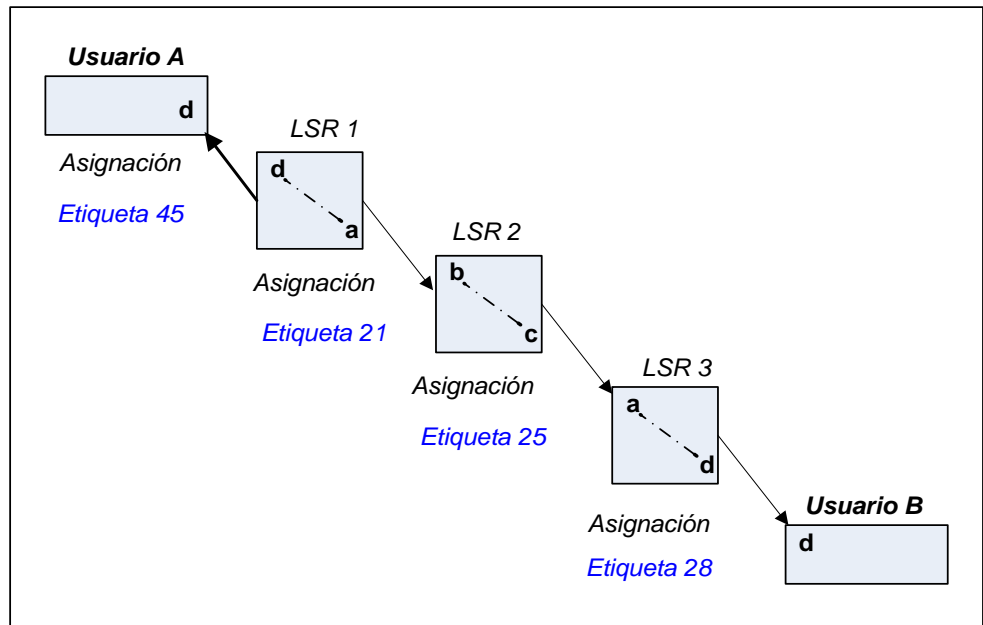 Usuario A
d
Asignación
Etiqueta 45
LSR 1
d
a
Asignación
Etiqueta 21
LSR 2
b
c
Asignación
Etiqueta 25
LSR 3
a
d
Asignación
Etiqueta 28
Usuario B
d